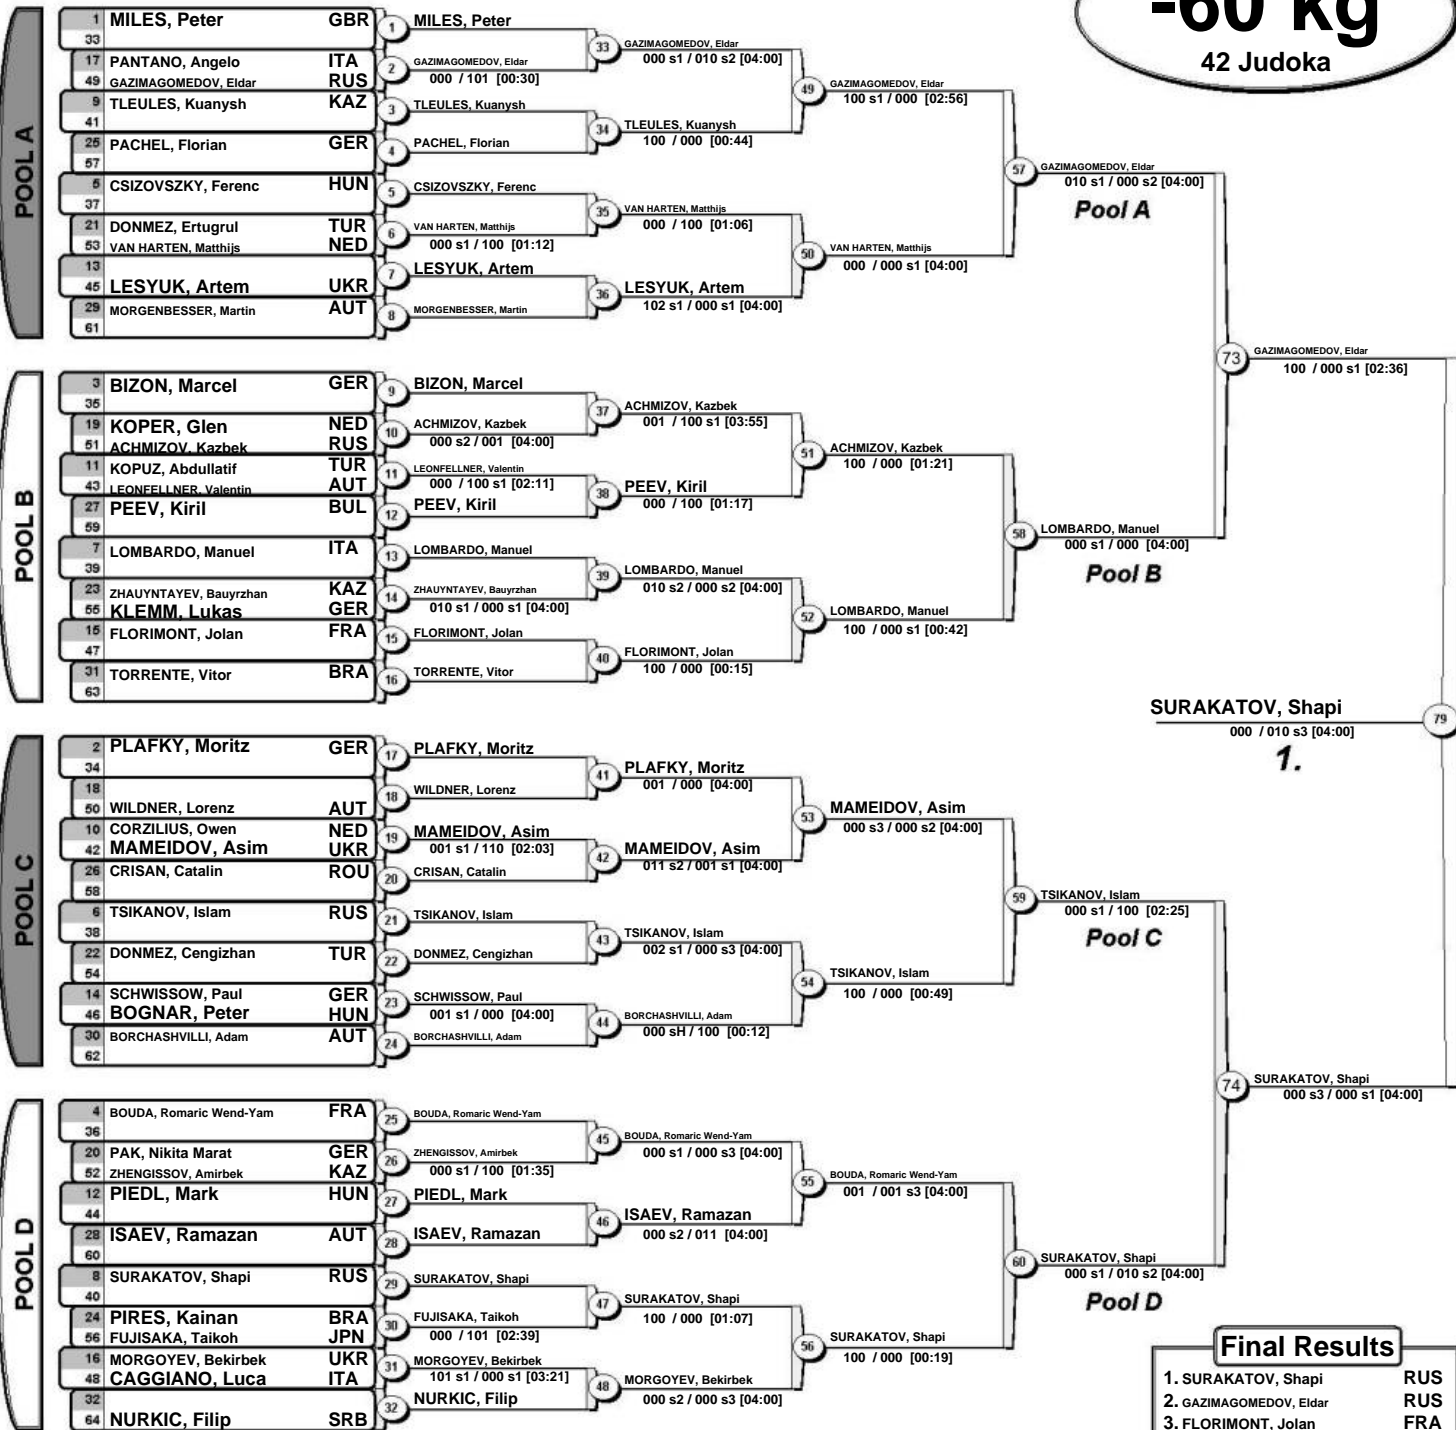 -60 kg
42 Judoka
POOL A
1 MILES, Peter GBR
33
17 PANTANO, Angelo ITA
49 GAZIMAGOMEDOV, Eldar RUS
9 TLEULES, Kuanysh KAZ
41
25 PACHEL, Florian GER
57
5 CSIZOVSZKY, Ferenc HUN
37
21 DONMEZ, Ertugrul TUR
53 VAN HARTEN, Matthijs NED
13
45 LESYUK, Artem UKR
29 MORGENBESSER, Martin AUT
61
1 MILES, Peter
2 GAZIMAGOMEDOV, Eldar
000 / 101 [00:30]
3 TLEULES, Kuanysh
4 PACHEL, Florian
5 CSIZOVSZKY, Ferenc
6 VAN HARTEN, Matthijs
000 s1 / 100 [01:12]
7 LESYUK, Artem
8 MORGENBESSER, Martin
33 GAZIMAGOMEDOV, Eldar
000 s1 / 010 s2 [04:00]
34 TLEULES, Kuanysh
100 / 000 [00:44]
35 VAN HARTEN, Matthijs
000 / 100 [01:06]
36 LESYUK, Artem
102 s1 / 000 s1 [04:00]
49 GAZIMAGOMEDOV, Eldar
100 s1 / 000 [02:56]
50 VAN HARTEN, Matthijs
000 / 000 s1 [04:00]
57 GAZIMAGOMEDOV, Eldar
010 s1 / 000 s2 [04:00]
Pool A
POOL B
3 BIZON, Marcel GER
35
19 KOPER, Glen NED
51 ACHMIZOV, Kazbek RUS
11 KOPUZ, Abdullatif TUR
43 LEONFELLNER, Valentin AUT
27 PEEV, Kiril BUL
59
7 LOMBARDO, Manuel ITA
39
23 ZHAUYNTAYEV, Bauyrzhan KAZ
55 KLEMM, Lukas GER
15 FLORIMONT, Jolan FRA
47
31 TORRENTE, Vitor BRA
63
9 BIZON, Marcel
10 ACHMIZOV, Kazbek
000 s2 / 001 [04:00]
11 LEONFELLNER, Valentin
000 / 100 s1 [02:11]
12 PEEV, Kiril
13 LOMBARDO, Manuel
14 ZHAUYNTAYEV, Bauyrzhan
010 s1 / 000 s1 [04:00]
15 FLORIMONT, Jolan
16 TORRENTE, Vitor
37 ACHMIZOV, Kazbek
001 / 100 s1 [03:55]
38 PEEV, Kiril
000 / 100 [01:17]
39 LOMBARDO, Manuel
010 s2 / 000 s2 [04:00]
40 FLORIMONT, Jolan
100 / 000 [00:15]
51 ACHMIZOV, Kazbek
100 / 000 [01:21]
52 LOMBARDO, Manuel
100 / 000 s1 [00:42]
58 LOMBARDO, Manuel
000 s1 / 000 [04:00]
Pool B
73 GAZIMAGOMEDOV, Eldar
100 / 000 s1 [02:36]
SURAKATOV, Shapi 79
000 / 010 s3 [04:00]
1.
POOL C
2 PLAFKY, Moritz GER
34
18
50 WILDNER, Lorenz AUT
10 CORZILIUS, Owen NED
42 MAMEIDOV, Asim UKR
26 CRISAN, Catalin ROU
58
6 TSIKANOV, Islam RUS
38
22 DONMEZ, Cengizhan TUR
54
14 SCHWISSOW, Paul GER
46 BOGNAR, Peter HUN
30 BORCHASHVILLI, Adam AUT
62
17 PLAFKY, Moritz
18 WILDNER, Lorenz
19 MAMEIDOV, Asim
001 s1 / 110 [02:03]
20 CRISAN, Catalin
21 TSIKANOV, Islam
22 DONMEZ, Cengizhan
23 SCHWISSOW, Paul
001 s1 / 000 [04:00]
24 BORCHASHVILLI, Adam
41 PLAFKY, Moritz
001 / 000 [04:00]
42 MAMEIDOV, Asim
011 s2 / 001 s1 [04:00]
43 TSIKANOV, Islam
002 s1 / 000 s3 [04:00]
44 BORCHASHVILLI, Adam
000 sH / 100 [00:12]
53 MAMEIDOV, Asim
000 s3 / 000 s2 [04:00]
54 TSIKANOV, Islam
100 / 000 [00:49]
59 TSIKANOV, Islam
000 s1 / 100 [02:25]
Pool C
POOL D
4 BOUDA, Romaric Wend-Yam FRA
36
20 PAK, Nikita Marat GER
52 ZHENGISSOV, Amirbek KAZ
12 PIEDL, Mark HUN
44
28 ISAEV, Ramazan AUT
60
8 SURAKATOV, Shapi RUS
40
24 PIRES, Kainan BRA
56 FUJISAKA, Taikoh JPN
16 MORGOYEV, Bekirbek UKR
48 CAGGIANO, Luca ITA
32
64 NURKIC, Filip SRB
25 BOUDA, Romaric Wend-Yam
26 ZHENGISSOV, Amirbek
000 s1 / 100 [01:35]
27 PIEDL, Mark
28 ISAEV, Ramazan
29 SURAKATOV, Shapi
30 FUJISAKA, Taikoh
000 / 101 [02:39]
31 MORGOYEV, Bekirbek
101 s1 / 000 s1 [03:21]
32 NURKIC, Filip
45 BOUDA, Romaric Wend-Yam
000 s1 / 000 s3 [04:00]
46 ISAEV, Ramazan
000 s2 / 011 [04:00]
47 SURAKATOV, Shapi
100 / 000 [01:07]
48 MORGOYEV, Bekirbek
000 s2 / 000 s3 [04:00]
55 BOUDA, Romaric Wend-Yam
001 / 001 s3 [04:00]
56 SURAKATOV, Shapi
100 / 000 [00:19]
60 SURAKATOV, Shapi
000 s1 / 010 s2 [04:00]
Pool D
74 SURAKATOV, Shapi
000 s3 / 000 s1 [04:00]
Final Results
1. SURAKATOV, Shapi RUS
2. GAZIMAGOMEDOV, Eldar RUS
3. FLORIMONT, Jolan FRA